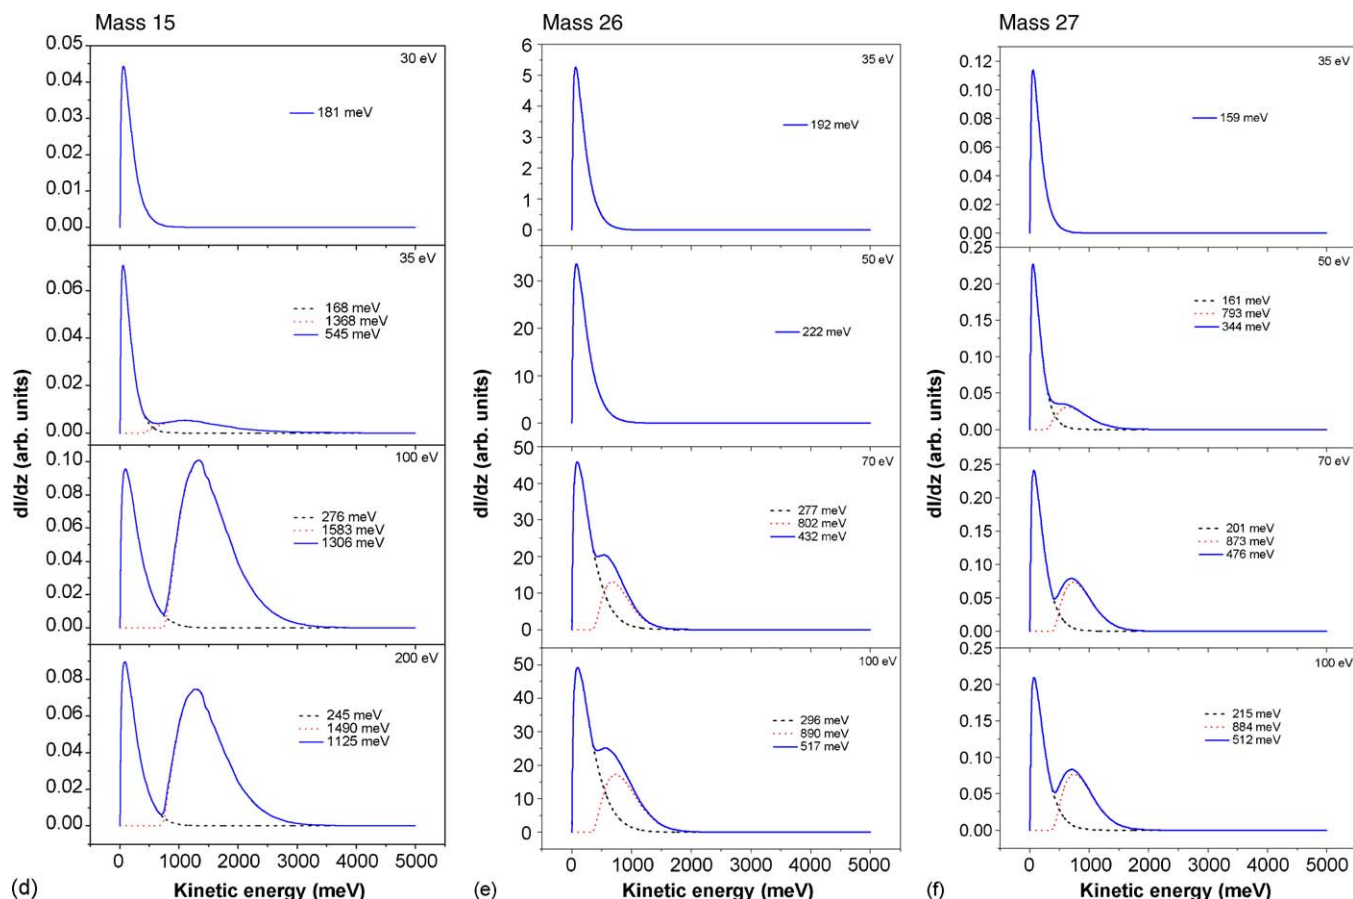 Mass 15
0.05
0.04
0.03
0.02
0.01
0.00
30 eV
181 meV
0.06
0.04
0.02
0.00
35 eV
168 meV
1368 meV
545 meV
0.10
0.08
0.06
0.04
0.02
0.00
100 eV
276 meV
1583 meV
1306 meV
0.08
0.06
0.04
0.02
0.00
200 eV
245 meV
1490 meV
1125 meV
dI/dz (arb. units)
0 1000 2000 3000 4000 5000
(d) Kinetic energy (meV)
Mass 26
6
5
4
3
2
1
0
35 eV
192 meV
30
20
10
0
50 eV
222 meV
50
40
30
20
10
0
70 eV
277 meV
802 meV
432 meV
50
40
30
20
10
0
100 eV
296 meV
890 meV
517 meV
dI/dz (arb. units)
0 1000 2000 3000 4000 5000
(e) Kinetic energy (meV)
Mass 27
0.12
0.10
0.08
0.06
0.04
0.02
0.00
35 eV
159 meV
0.25
0.20
0.15
0.10
0.05
0.00
50 eV
161 meV
793 meV
344 meV
0.25
0.20
0.15
0.10
0.05
0.00
70 eV
201 meV
873 meV
476 meV
0.25
0.20
0.15
0.10
0.05
0.00
100 eV
215 meV
884 meV
512 meV
dI/dz (arb. units)
0 1000 2000 3000 4000 5000
(f) Kinetic energy (meV)